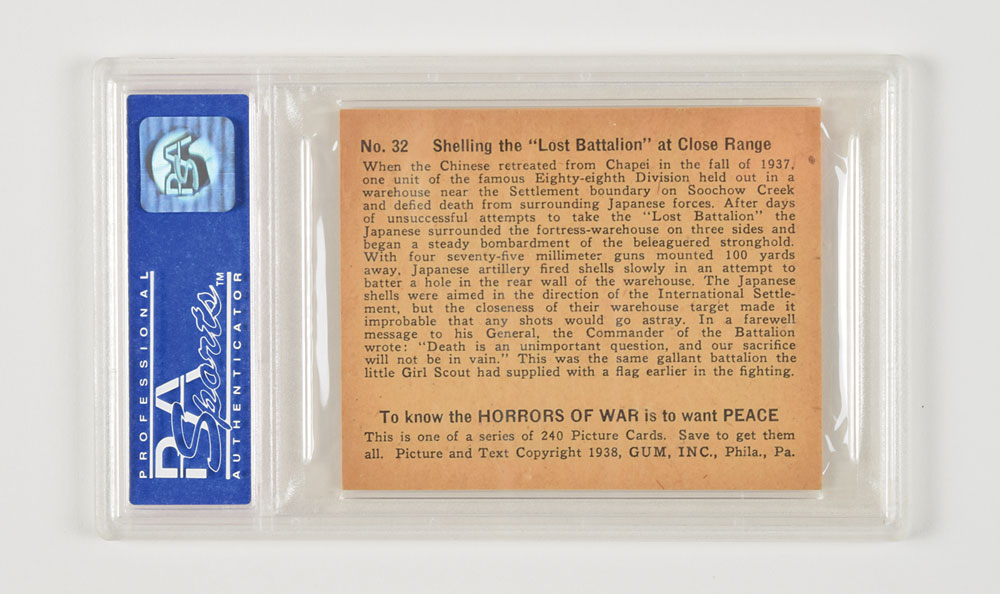 PSA
PROFESSIONAL
PSA
Sports™
AUTHENTICATOR
No. 32 Shelling the "Lost Battalion" at Close Range
When the Chinese retreated from Chapei in the fall of 1937,
one unit of the famous Eighty-eighth Division held out in a
warehouse near the Settlement boundary on Soochow Creek
and defied death from surrounding Japanese forces. After days
of unsuccessful attempts to take the "Lost Battalion" the
Japanese surrounded the fortress-warehouse on three sides and
began a steady bombardment of the beleaguered stronghold.
With four seventy-five millimeter guns mounted 100 yards
away, Japanese artillery fired shells slowly in an attempt to
batter a hole in the rear wall of the warehouse. The Japanese
shells were aimed in the direction of the International Settle-
ment, but the closeness of their warehouse target made it
improbable that any shots would go astray. In a farewell
message to his General, the Commander of the Battalion
wrote: "Death is an unimportant question, and our sacrifice
will not be in vain." This was the same gallant battalion the
little Girl Scout had supplied with a flag earlier in the fighting.
To know the HORRORS OF WAR is to want PEACE
This is one of a series of 240 Picture Cards. Save to get them
all. Picture and Text Copyright 1938, GUM, INC., Phila., Pa.